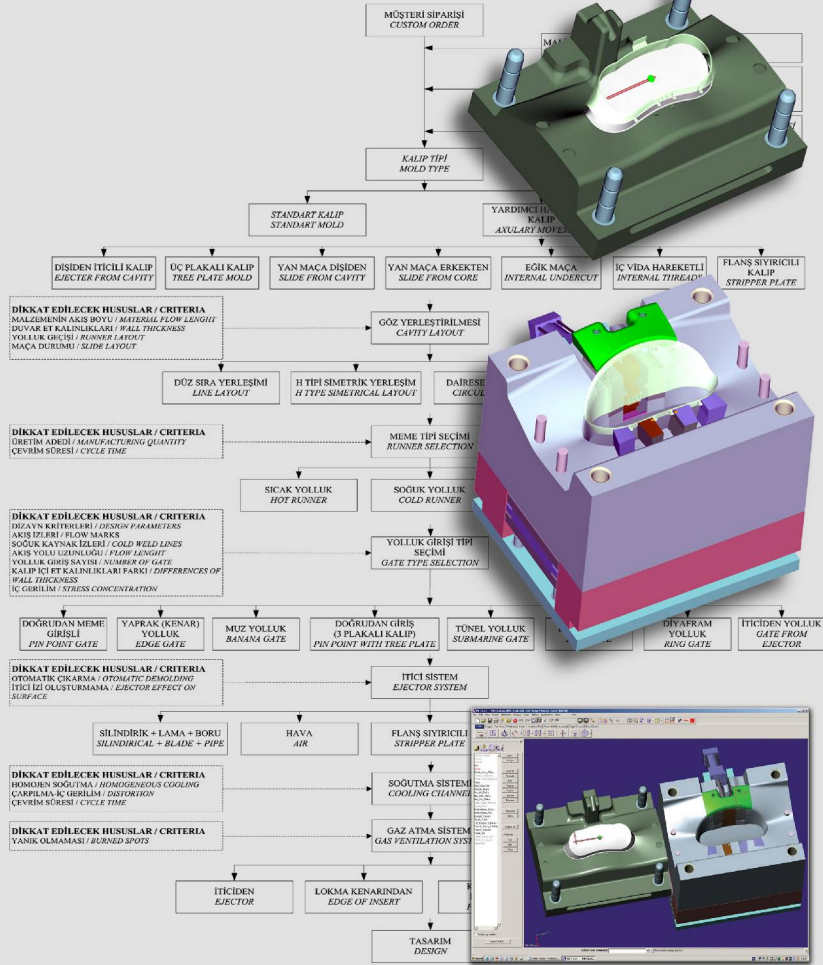 MÜŞTERİ SİPARİŞİ
CUSTOM ORDER
KALIP TİPİ
MOLD TYPE
STANDART KALIP
STANDART MOLD
YARDIMCI
KALIP
AXULARY
DİŞİDEN İTİCİLİ KALIP
EJECTER FROM CAVITY
ÜÇ PLAKALI KALIP
TREE PLATE MOLD
YAN MAÇA DİŞİDEN
SLIDE FROM CAVITY
YAN MAÇA ERKEKTEN
SLIDE FROM CORE
EĞİK MAÇA
INTERNAL UNDERCUT
İÇ VİDA HAREKETLİ
INTERNAL THREADS
FLANŞ SIYIRICILI
KALIP
STRIPPER PLATE
DİKKAT EDİLECEK HUSUSLAR / CRITERIA
MALZEMENİN AKIŞ BOYU / MATERIAL FLOW LENGHT
DUVAR ET KALINLIKLARI / WALL THICKNESS
YOLLUK GEÇİŞİ / RUNNER LAYOUT
MAÇA DURUMU / SLIDE LAYOUT
GÖZ YERLEŞTİRİLMESİ
CAVITY LAYOUT
DÜZ SIRA YERLEŞİMİ
LINE LAYOUT
H TİPİ SİMETRİK YERLEŞİM
H TYPE SIMETRICAL LAYOUT
DİKKAT EDİLECEK HUSUSLAR / CRITERIA
ÜRETİM ADEDİ / MANUFACTURING QUANTITY
ÇEVRİM SÜRESİ / CYCLE TIME
MEME TİPİ SEÇİMİ
RUNNER SELECTION
SICAK YOLLUK
HOT RUNNER
SOĞUK YOLLUK
COLD RUNNER
DİKKAT EDİLECEK HUSUSLAR / CRITERIA
DİZAYN KRİTERLERİ / DESIGN PARAMETERS
AKIŞ İZLERİ / FLOW MARKS
SOĞUK KAYNAK İZLERİ / COLD WELD LINES
AKIŞ YOLU UZUNLUĞU / FLOW LENGHT
YOLLUK GİRİŞ SAYISI / NUMBER OF GATE
KALIP İÇİ ET KALINLIKLARI FARKI / DIFFERENCES OF
WALL THICKNESS
İÇ GERİLİM / STRESS CONCENTRATION
YOLLUK GİRİŞİ TİPİ
SEÇİMİ
GATE TYPE SELECTION
DOĞRUDAN MEME
GİRİŞLİ
PIN POINT GATE
YAPRAK (KENAR)
YOLLUK
EDGE GATE
MUZ YOLLUK
BANANA GATE
DOĞRUDAN GİRİŞ
(3 PLAKALI KALIP)
PIN POINT WITH TREE PLATE
TÜNEL YOLLUK
SUBMARINE GATE
DİYAFRAM
YOLLUK
RING GATE
İTİCİDEN YOLLUK
GATE FROM
EJECTOR
DİKKAT EDİLECEK HUSUSLAR / CRITERIA
OTOMATİK ÇIKARMA / OTOMATIC DEMOLDING
İTİCİ İZİ OLUŞTURMAMA / EJECTOR EFFECT ON
SURFACE
İTİCİ SİSTEM
EJECTOR SYSTEM
SİLİNDİRİK + LAMA + BORU
SILINDIRICAL + BLADE + PIPE
HAVA
AIR
FLANŞ SIYIRICILI
STRIPPER PLATE
DİKKAT EDİLECEK HUSUSLAR / CRITERIA
HOMOJEN SOĞUTMA / HOMOGENEOUS COOLING
ÇARPILMA-İÇ GERİLİM / DISTORTION
ÇEVRİM SÜRESİ / CYCLE TIME
SOĞUTMA SİSTEMİ
COOLING CHANNEL
DİKKAT EDİLECEK HUSUSLAR / CRITERIA
YANIK OLMAMASI / BURNED SPOTS
GAZ ATMA SİSTEM
GAS VENTILATION SYST
İTİCİDEN
EJECTOR
LOKMA KENARINDAN
EDGE OF INSERT
TASARIM
DESIGN